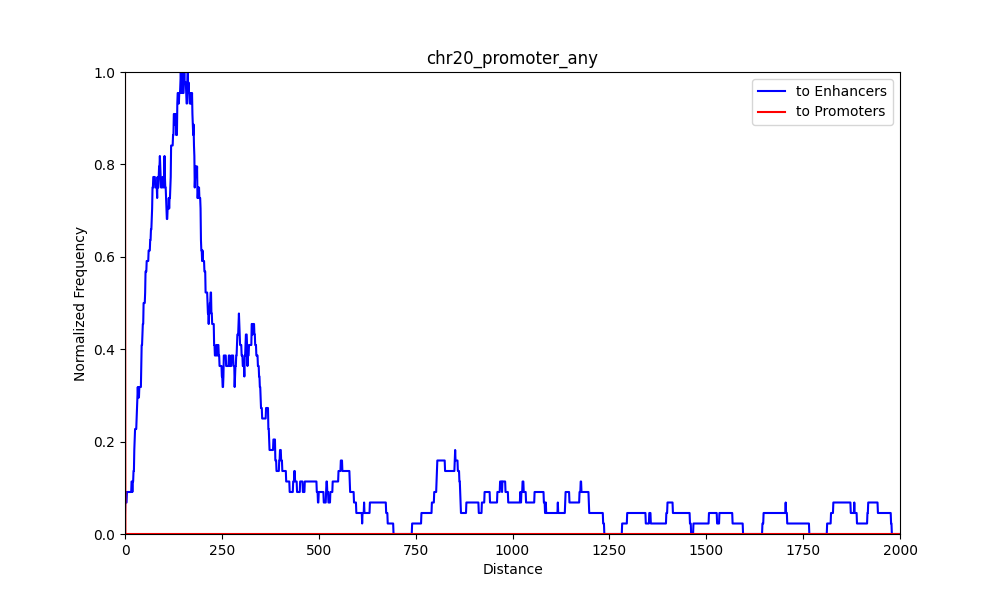 chr20_promoter_any
to Enhancers
to Promoters
Normalized Frequency
1.0
0.8
0.6
0.4
0.2
0.0
0 250 500 750 1000 1250 1500 1750 2000
Distance